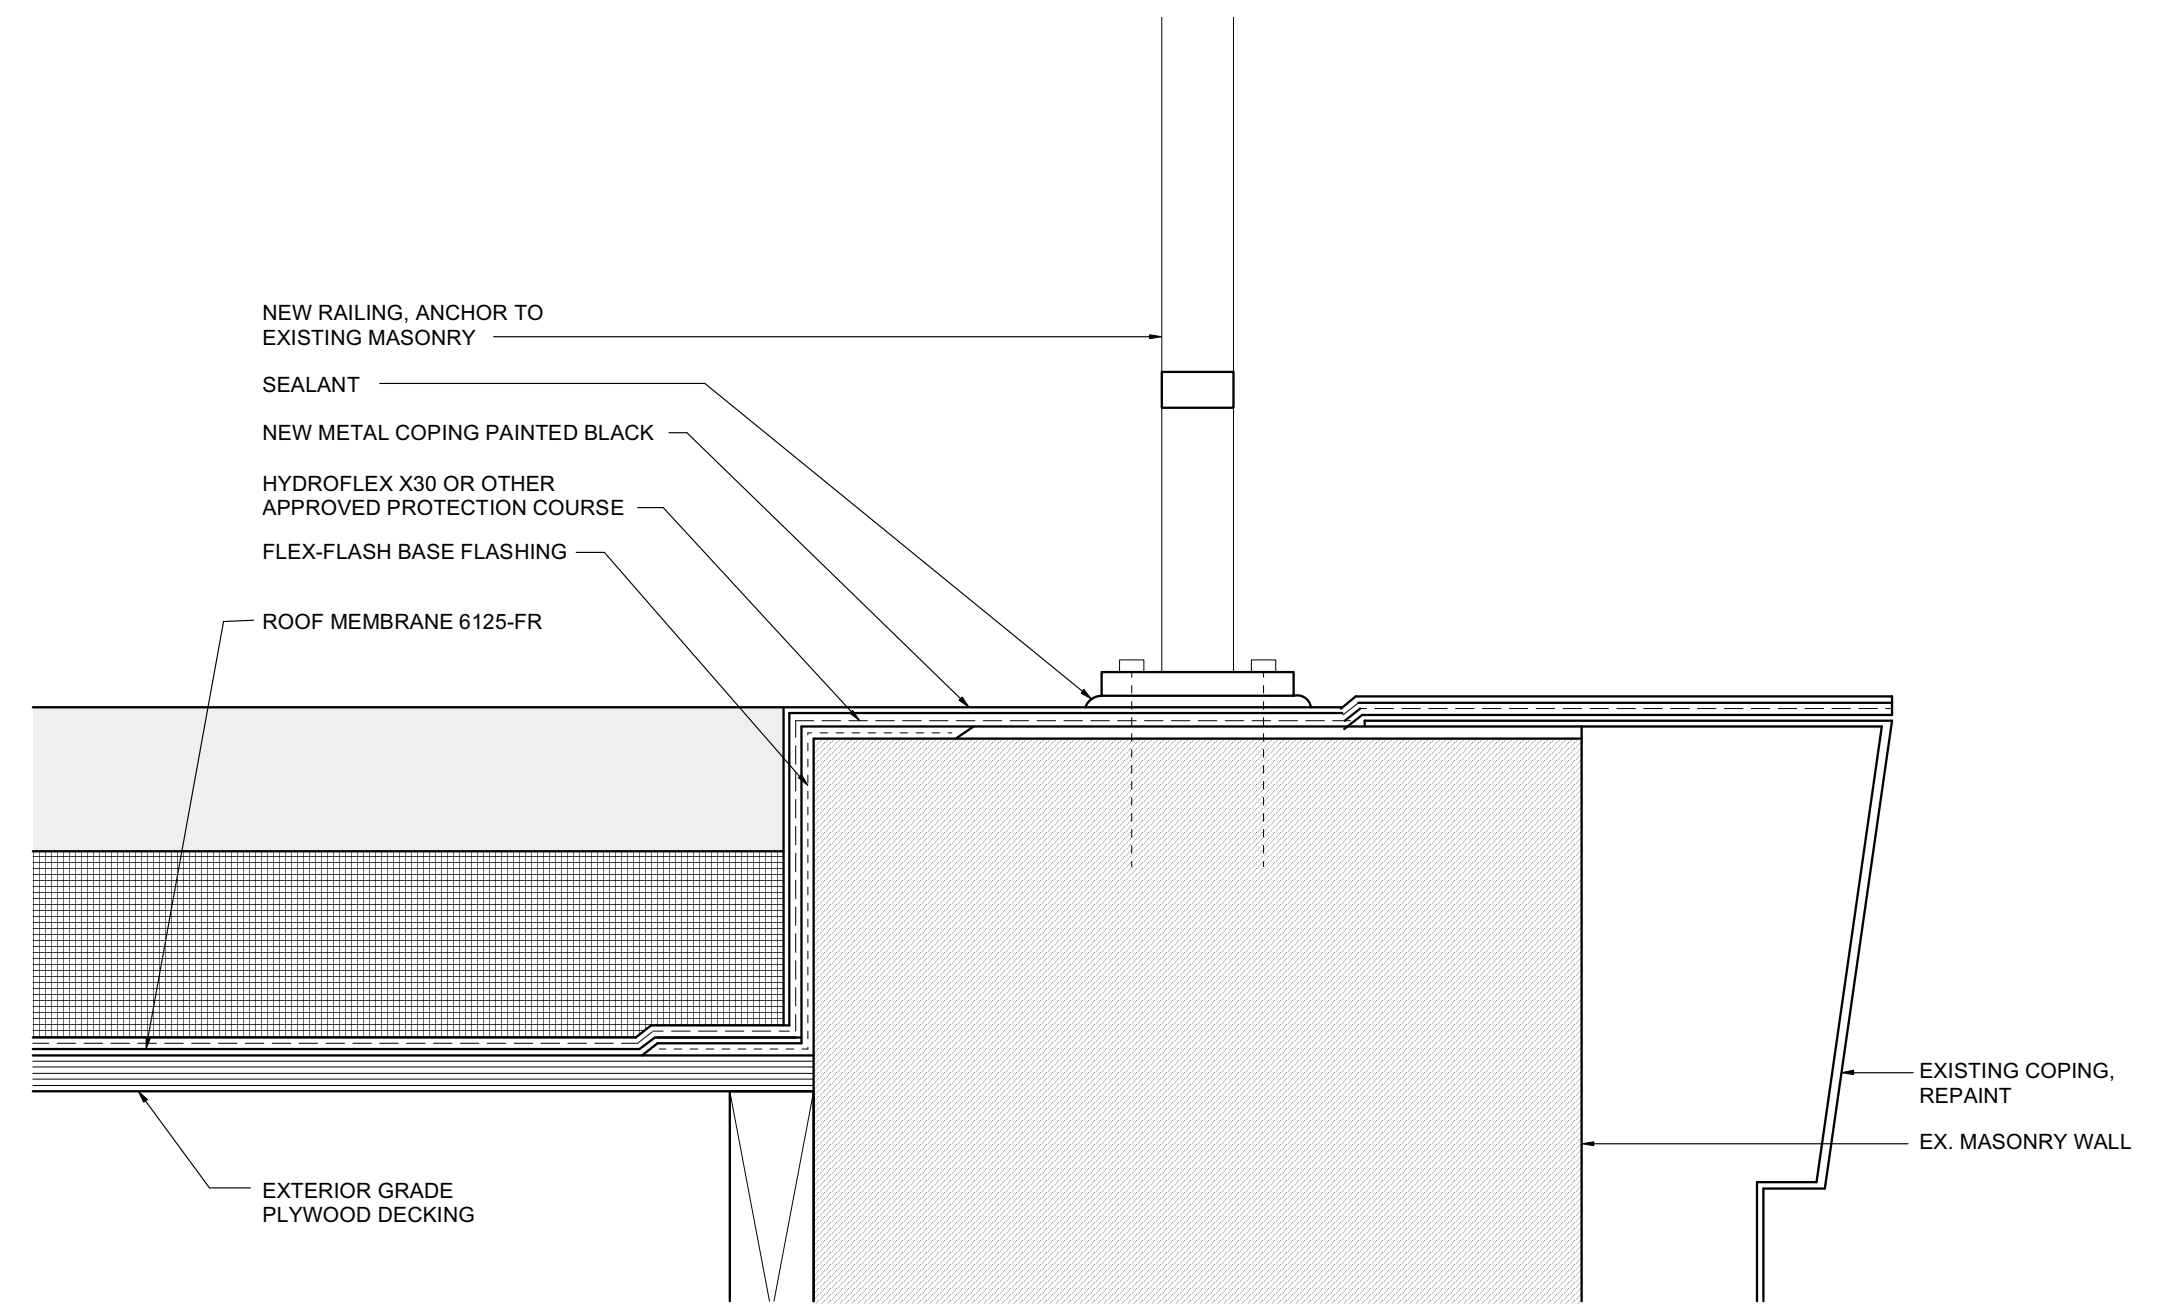 NEW RAILING, ANCHOR TO
EXISTING MASONRY
SEALANT
NEW METAL COPING PAINTED BLACK
HYDROFLEX X30 OR OTHER
APPROVED PROTECTION COURSE
FLEX-FLASH BASE FLASHING
ROOF MEMBRANE 6125-FR
EXISTING COPING,
REPAINT
EX. MASONRY WALL
EXTERIOR GRADE
PLYWOOD DECKING